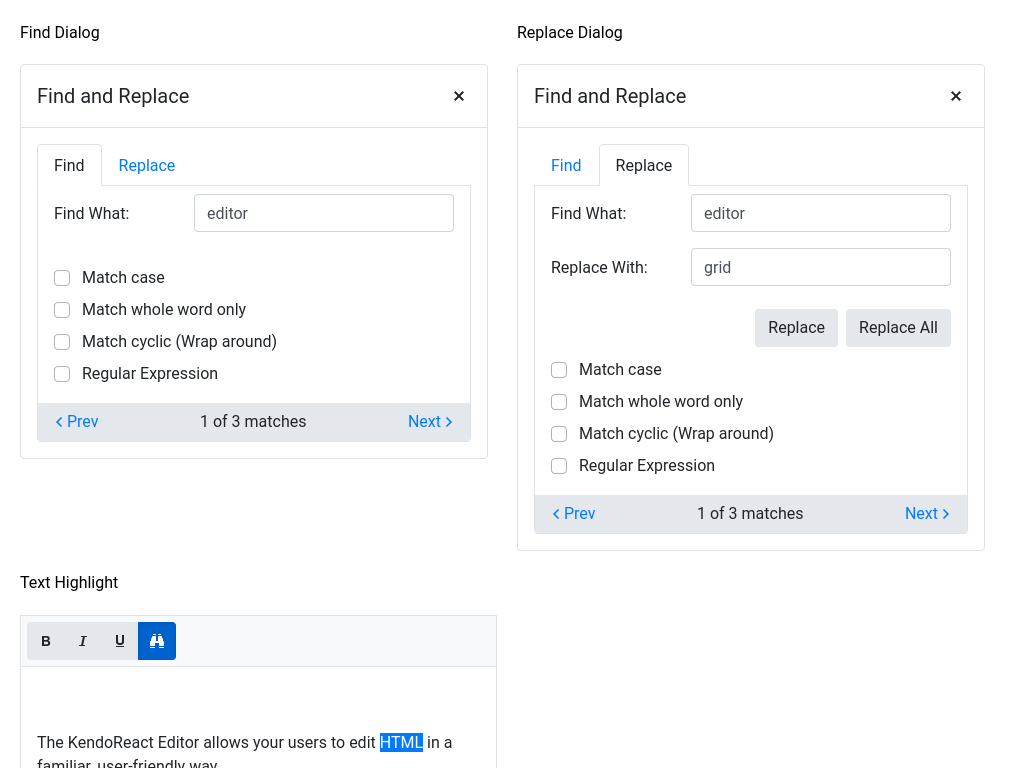 Find Dialog
Find and Replace
Find Replace
Find What: editor
Match case
Match whole word only
Match cyclic (Wrap around)
Regular Expression
Prev 1 of 3 matches Next
Replace Dialog
Find and Replace
Find Replace
Find What: editor
Replace With: grid
Replace Replace All
Match case
Match whole word only
Match cyclic (Wrap around)
Regular Expression
Prev 1 of 3 matches Next
Text Highlight
B I U
The KendoReact Editor allows your users to edit HTML in a
familiar, user-friendly way.